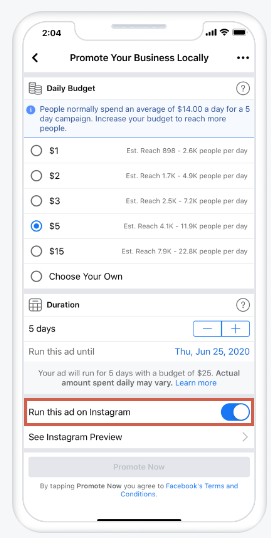 2:04
Promote Your Business Locally
Daily Budget
People normally spend an average of $14.00 a day for a 5
day campaign. Increase your budget to reach more
people.
$1 Est. Reach 898 - 2.6K people per day
$2 Est. Reach 1.7K - 4.9K people per day
$3 Est. Reach 2.5K - 7.2K people per day
$5 Est. Reach 4.1K - 11.9K people per day
$15 Est. Reach 7.9K - 22.8K people per day
Choose Your Own
Duration
5 days
Run this ad until Thu, Jun 25, 2020
Your ad will run for 5 days with a budget of $25. Actual
amount spent daily may vary. Learn more
Run this ad on Instagram
See Instagram Preview
Promote Now
By tapping Promote Now you agree to Facebook's Terms and
Conditions.